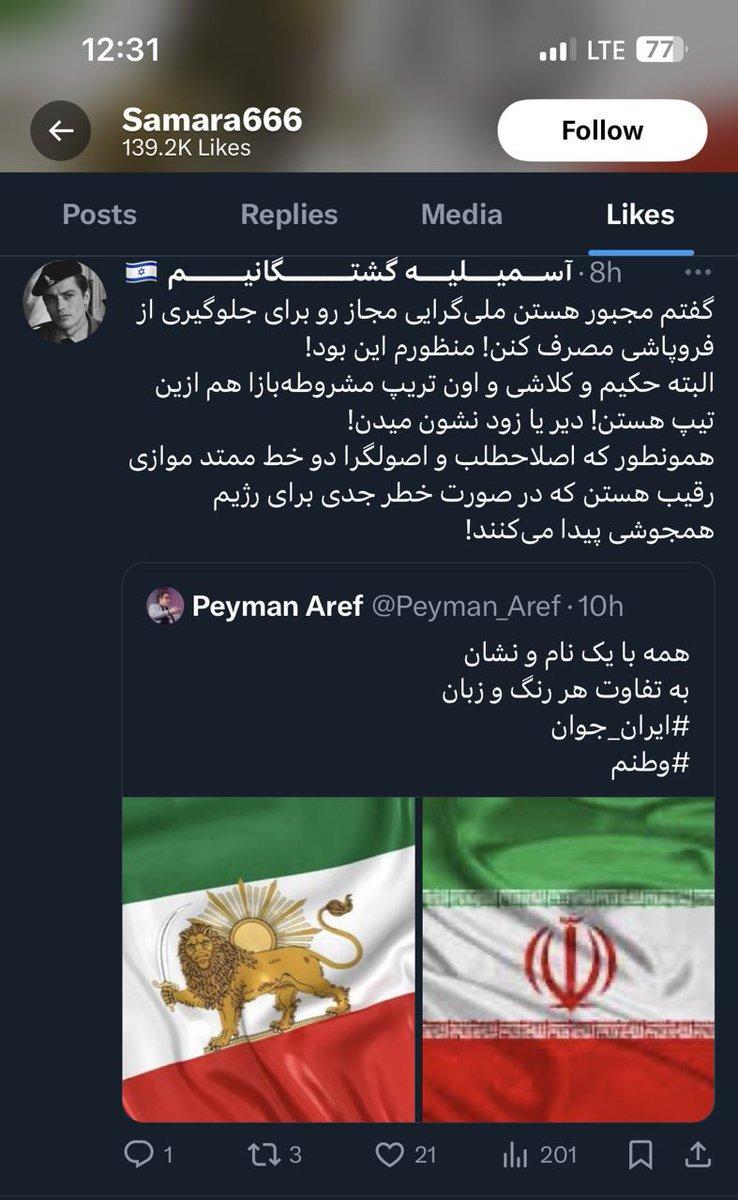 12:31
LTE 77
Samara666
139.2K Likes
Follow
Posts Replies Media Likes
آســمیــــلیــــه گشتــــــــگانیـــــــم 🇮🇱 · 8h
گفتم مجبور هستن ملی‌گرایی مجاز رو برای جلوگیری از
فروپاشی مصرف کنن! منظورم این بود!
البته حکیم و کلاشی و اون تریپ مشروطه‌بازا هم ازین
تیپ هستن! دیر یا زود نشون میدن!
همونطور که اصلاحطلب و اصولگرا دو خط ممتد موازی
رقیب هستن که در صورت خطر جدی برای رژیم
همجوشی پیدا می‌کنند!
Peyman Aref @Peyman_Aref · 10h
همه با یک نام و نشان
به تفاوت هر رنگ و زبان
#ایران_جوان
#وطنم
1 3 21 201